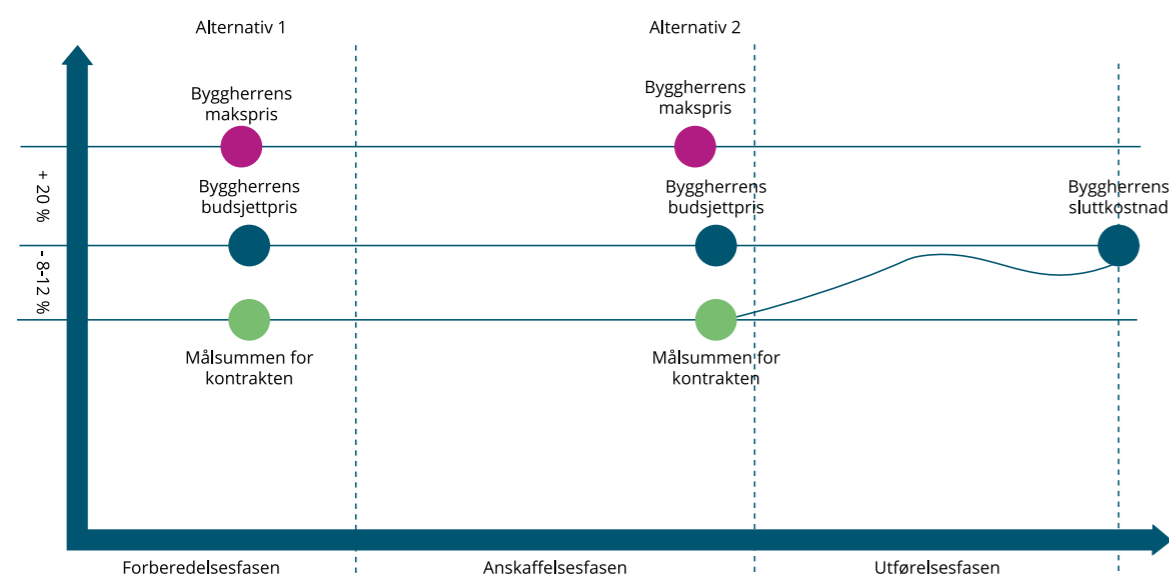 Alternativ 1
Alternativ 2
Byggherrens
makspris
Byggherrens
makspris
+ 20 %
Byggherrens
budsjettpris
Byggherrens
budsjettpris
Byggherrens
sluttkostnad
- 8-12 %
Målsummen for
kontrakten
Målsummen for
kontrakten
Forberedelsesfasen
Anskaffelsesfasen
Utførelsesfasen